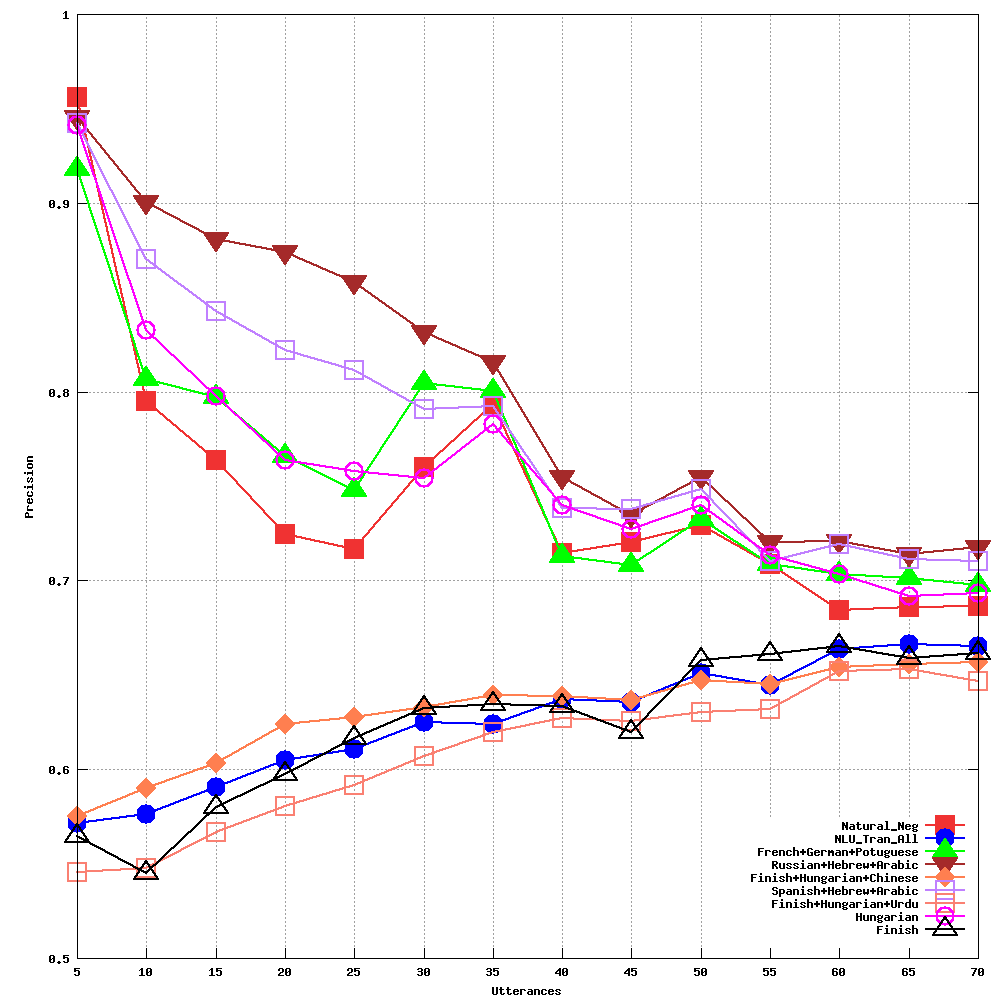 1
0.9
0.8
0.7
0.6
0.5
Precision
5 10 15 20 25 30 35 40 45 50 55 60 65 70
Utterances
Natural_Neg
NLU_Tran_All
French+German+Potuguese
Russian+Hebrew+Arabic
Finish+Hungarian+Chinese
Spanish+Hebrew+Arabic
Finish+Hungarian+Urdu
Hungarian
Finish